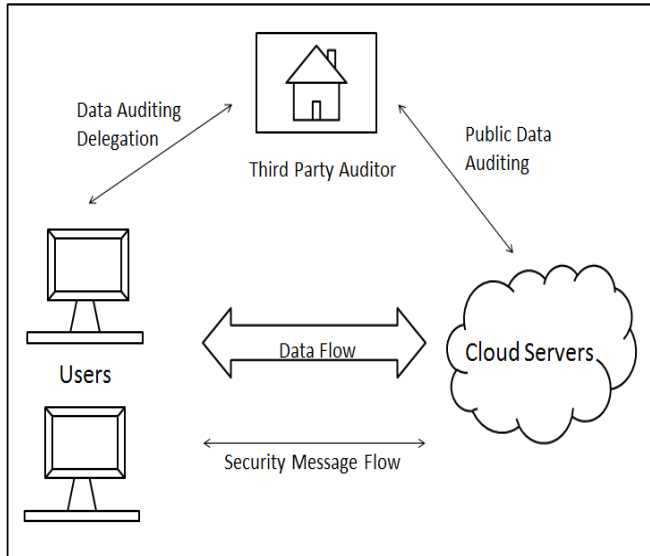 Data Auditing
Delegation
Third Party Auditor
Public Data
Auditing
Users
Data Flow
Cloud Servers
Security Message Flow